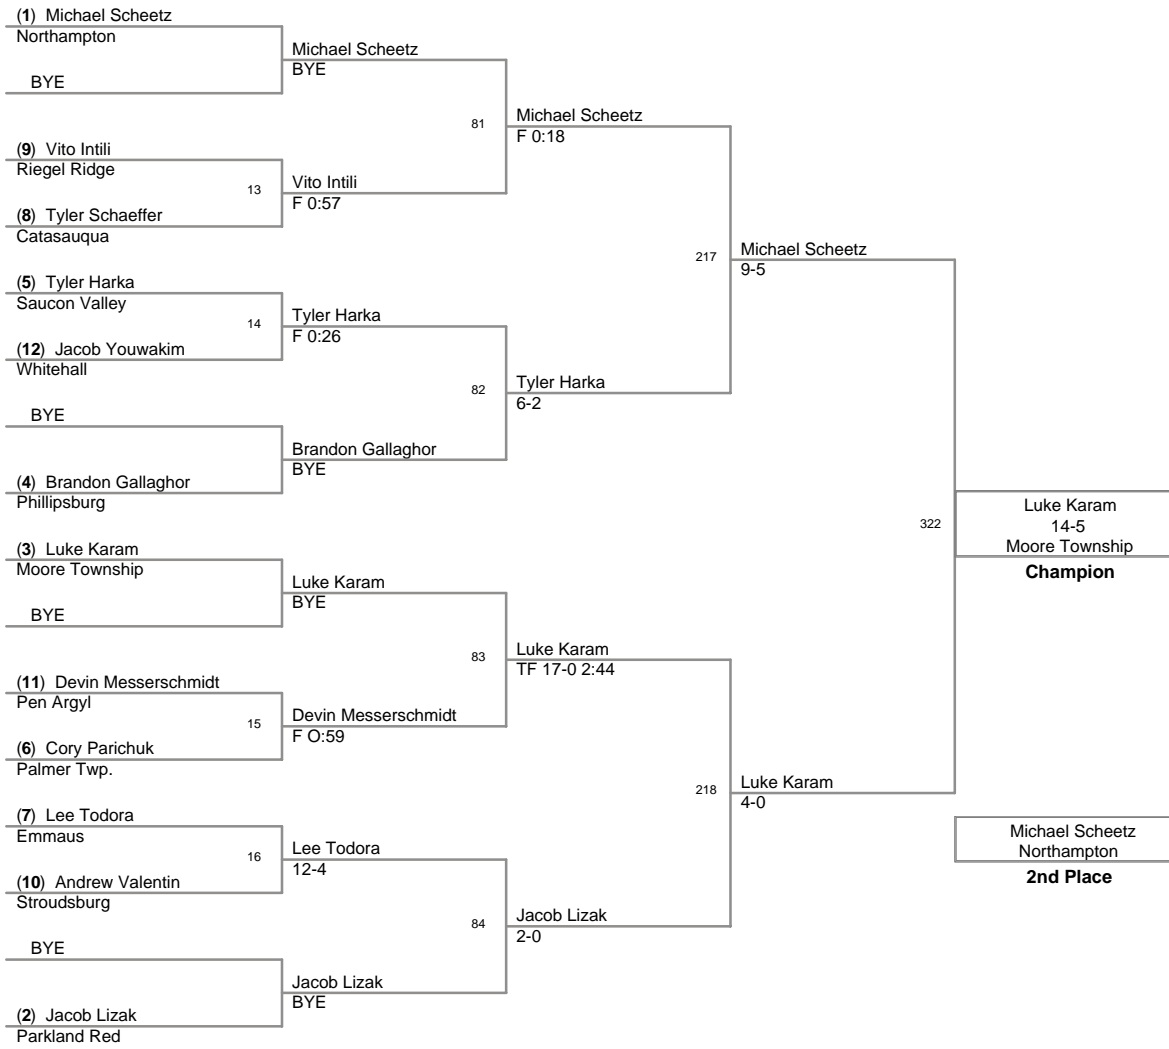 (1) Michael Scheetz
Northampton
BYE
(9) Vito Intili
Riegel Ridge
(8) Tyler Schaeffer
Catasauqua
(5) Tyler Harka
Saucon Valley
(12) Jacob Youwakim
Whitehall
BYE
(4) Brandon Gallaghor
Phillipsburg
(3) Luke Karam
Moore Township
BYE
(11) Devin Messerschmidt
Pen Argyl
(6) Cory Parichuk
Palmer Twp.
(7) Lee Todora
Emmaus
(10) Andrew Valentin
Stroudsburg
BYE
(2) Jacob Lizak
Parkland Red
13
14
15
16
Michael Scheetz
BYE
Vito Intili
F 0:57
Tyler Harka
F 0:26
Brandon Gallaghor
BYE
Luke Karam
BYE
Devin Messerschmidt
F O:59
Lee Todora
12-4
Jacob Lizak
BYE
81
82
83
84
Michael Scheetz
F 0:18
Tyler Harka
6-2
Luke Karam
TF 17-0 2:44
Jacob Lizak
2-0
217
218
Michael Scheetz
9-5
Luke Karam
4-0
322
Luke Karam
14-5
Moore Township
Champion
Michael Scheetz
Northampton
2nd Place